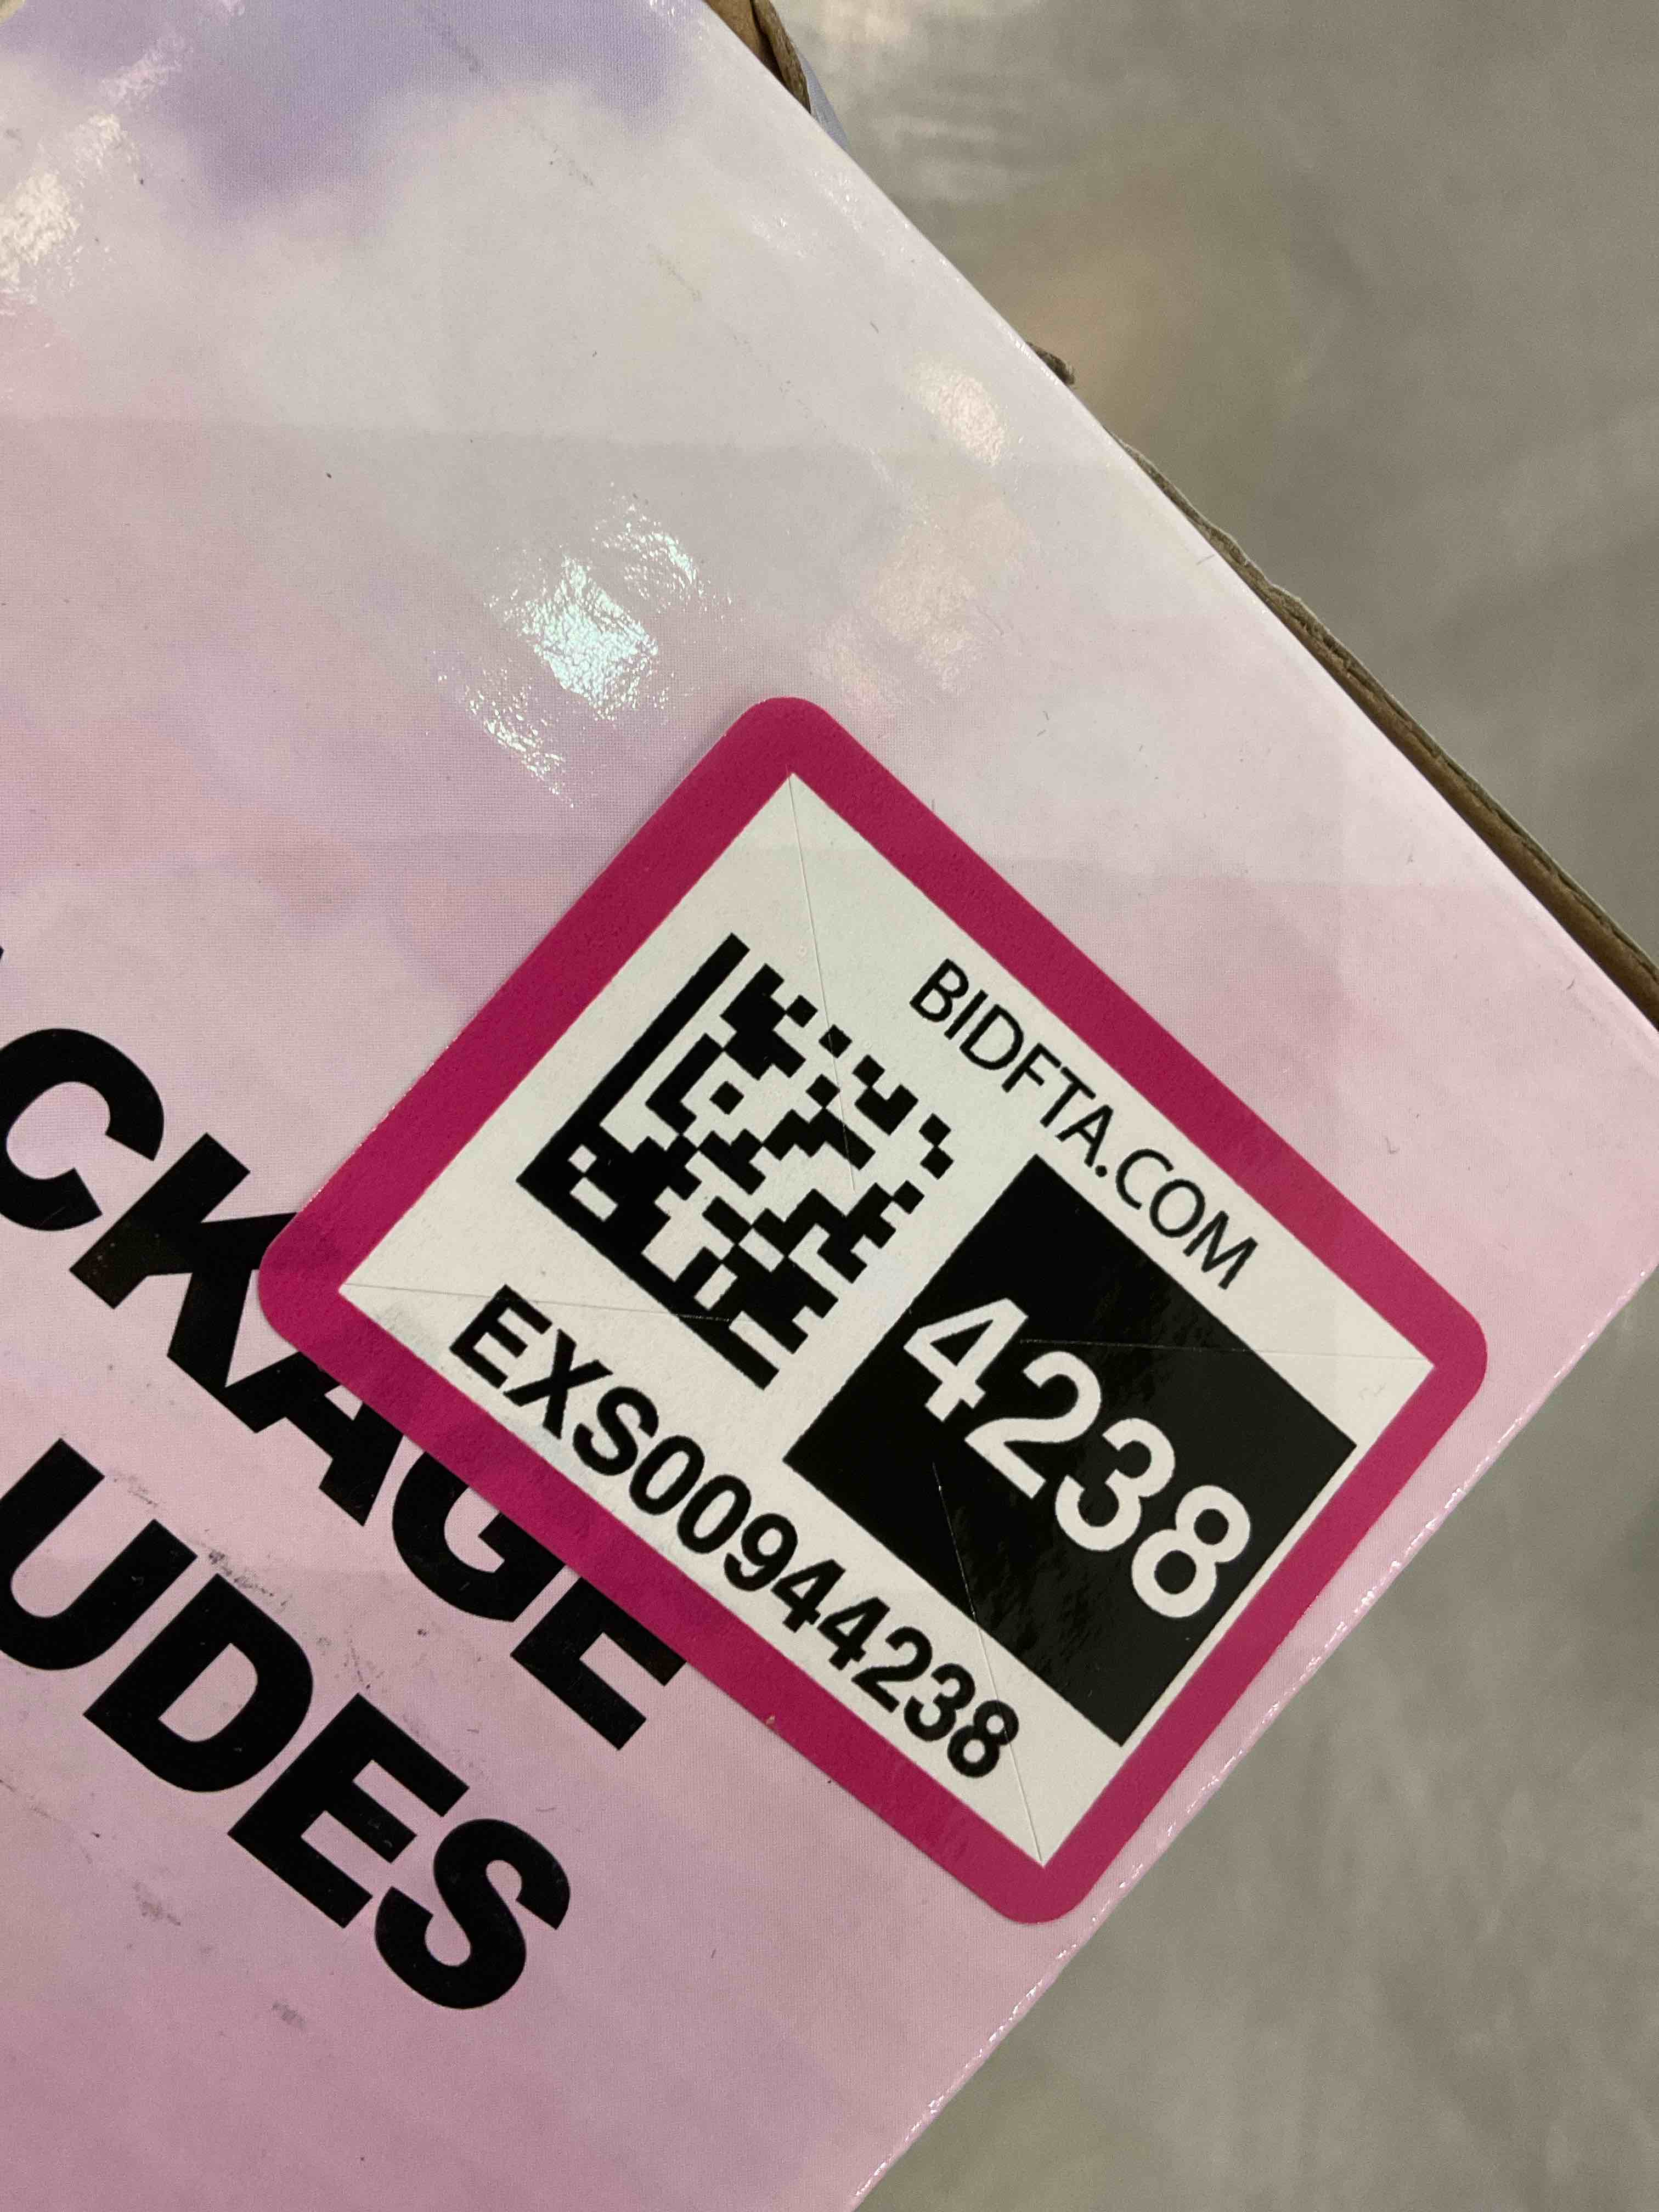 BIDFTA.COM
4238
EXS00944238
CKAGE
UDES